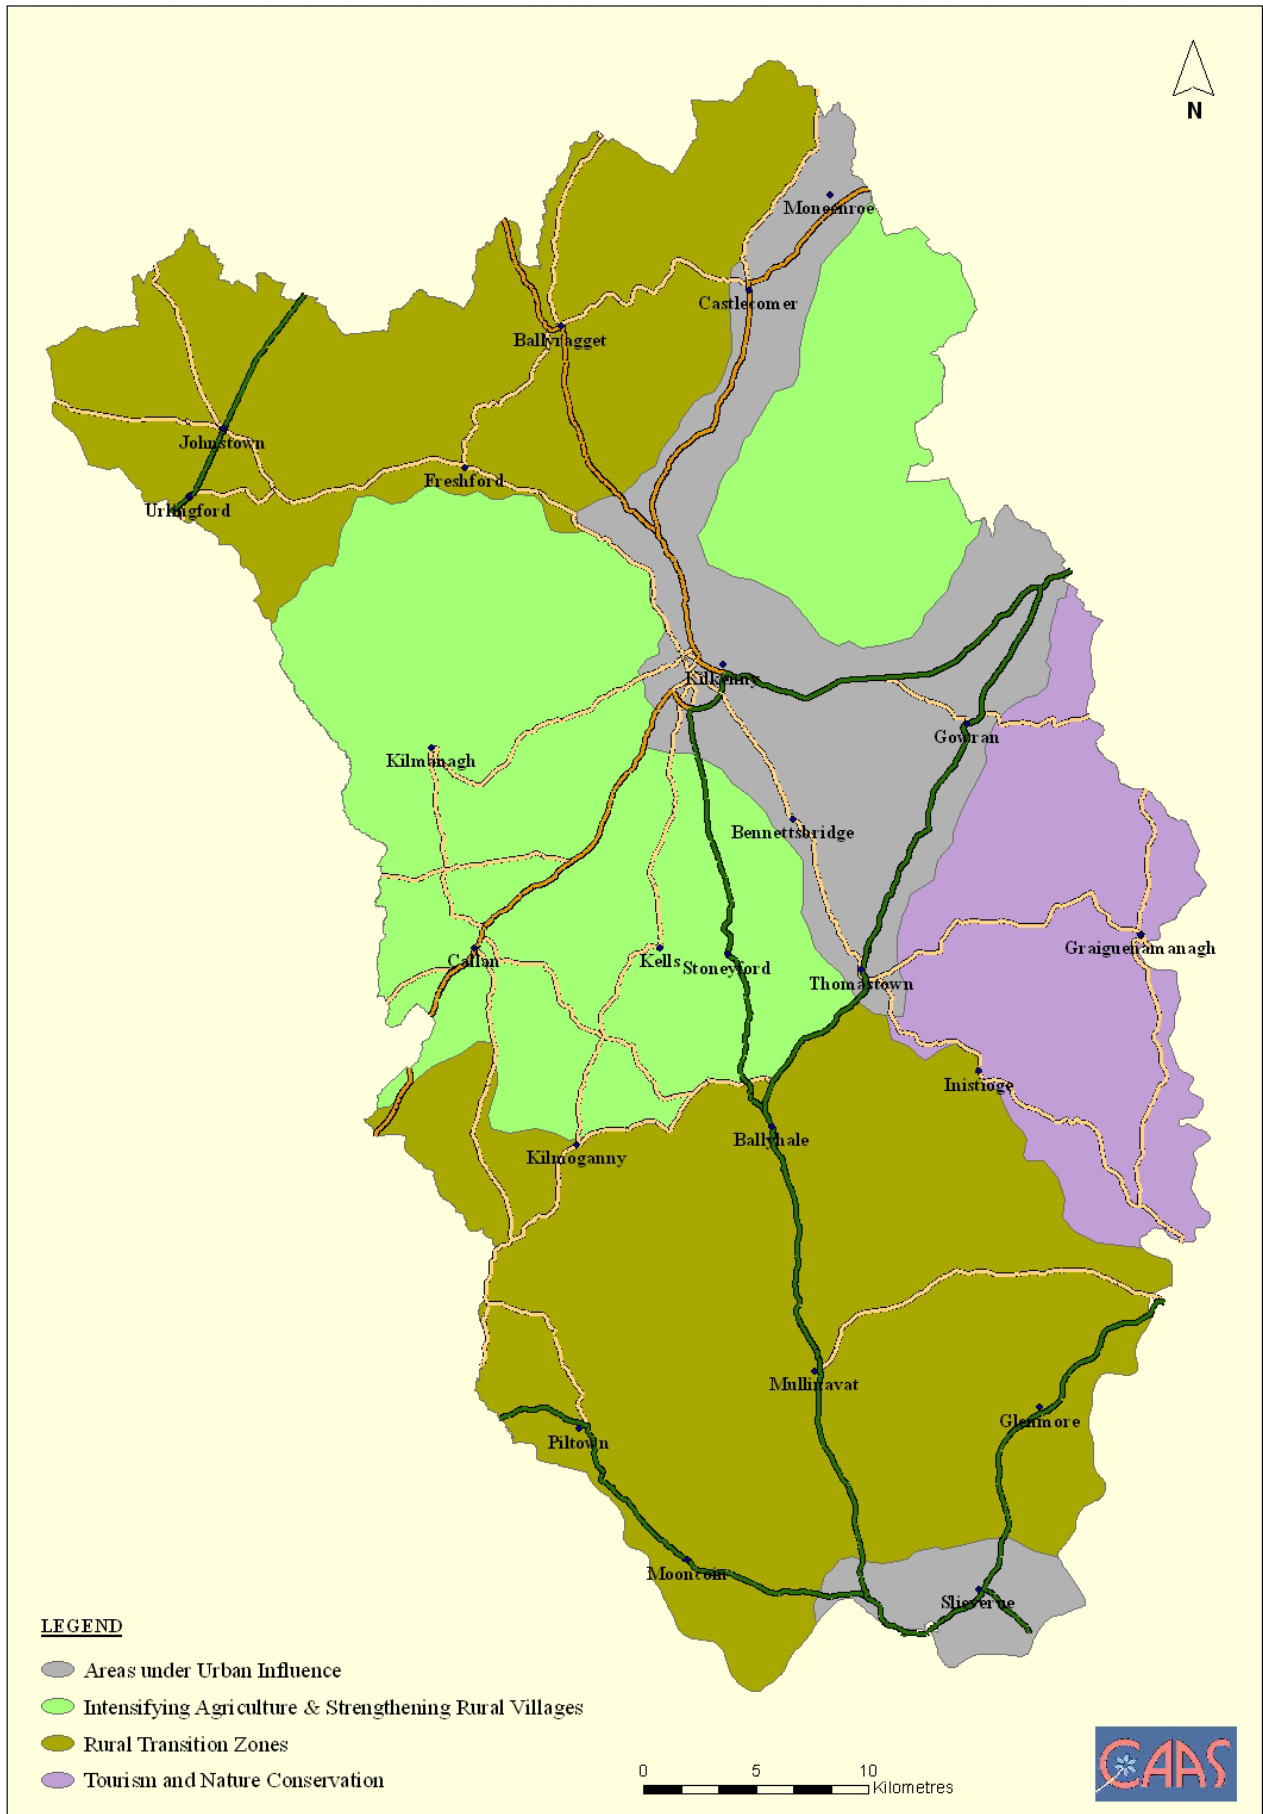 N
Moneenroe
Castlecomer
Ballyragget
Johnstown
Freshford
Urlingford
Kilkenny
Gowran
Kilmanagh
Bennettsbridge
Graiguenamanagh
Callan
Kells
Stoneyford
Thomastown
Inistioge
Ballyhale
Kilmoganny
Mullinavat
Glenmore
Piltown
Mooncoin
Slieverue
LEGEND
Areas under Urban Influence
Intensifying Agriculture & Strengthening Rural Villages
Rural Transition Zones
Tourism and Nature Conservation
0 5 10
Kilometres
CAAS